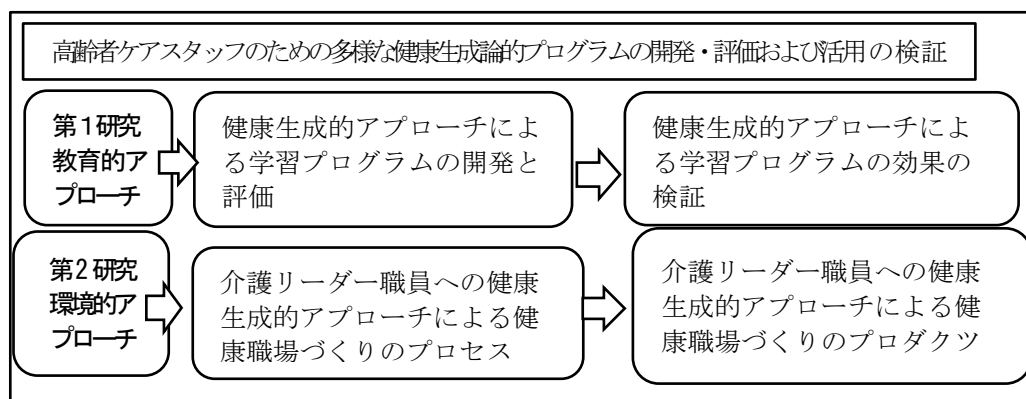 高齢者ケアスタッフのための多様な健康生成論的プログラムの開発・評価および活用の検証
第1研究
教育的ア
プローチ
健康生成的アプローチによ
る学習プログラムの開発と
評価
健康生成的アプローチによ
る学習プログラムの効果の
検証
第2研究
環境的ア
プローチ
介護リーダー職員への健康
生成的アプローチによる健
康職場づくりのプロセス
介護リーダー職員への健康
生成的アプローチによる健
康職場づくりのプロダクツ